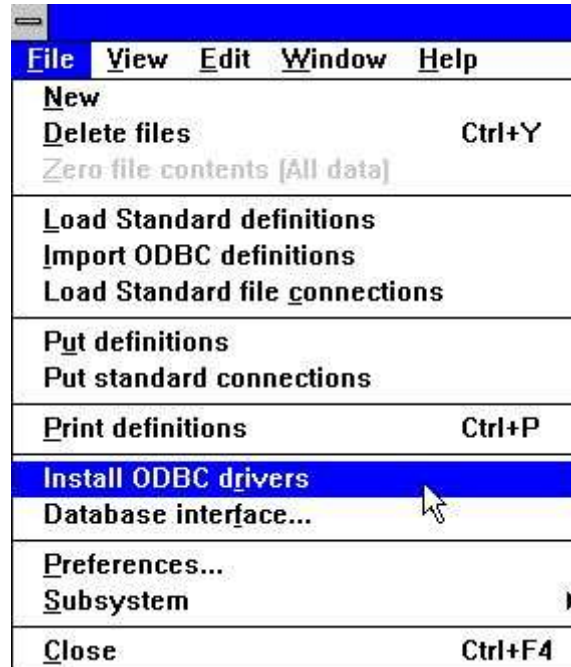 File View Edit Window Help
New
Delete files Ctrl+Y
Zero file contents (All data)
Load Standard definitions
Import ODBC definitions
Load Standard file connections
Put definitions
Put standard connections
Print definitions Ctrl+P
Install ODBC drivers
Database interface...
Preferences...
Subsystem
Close Ctrl+F4